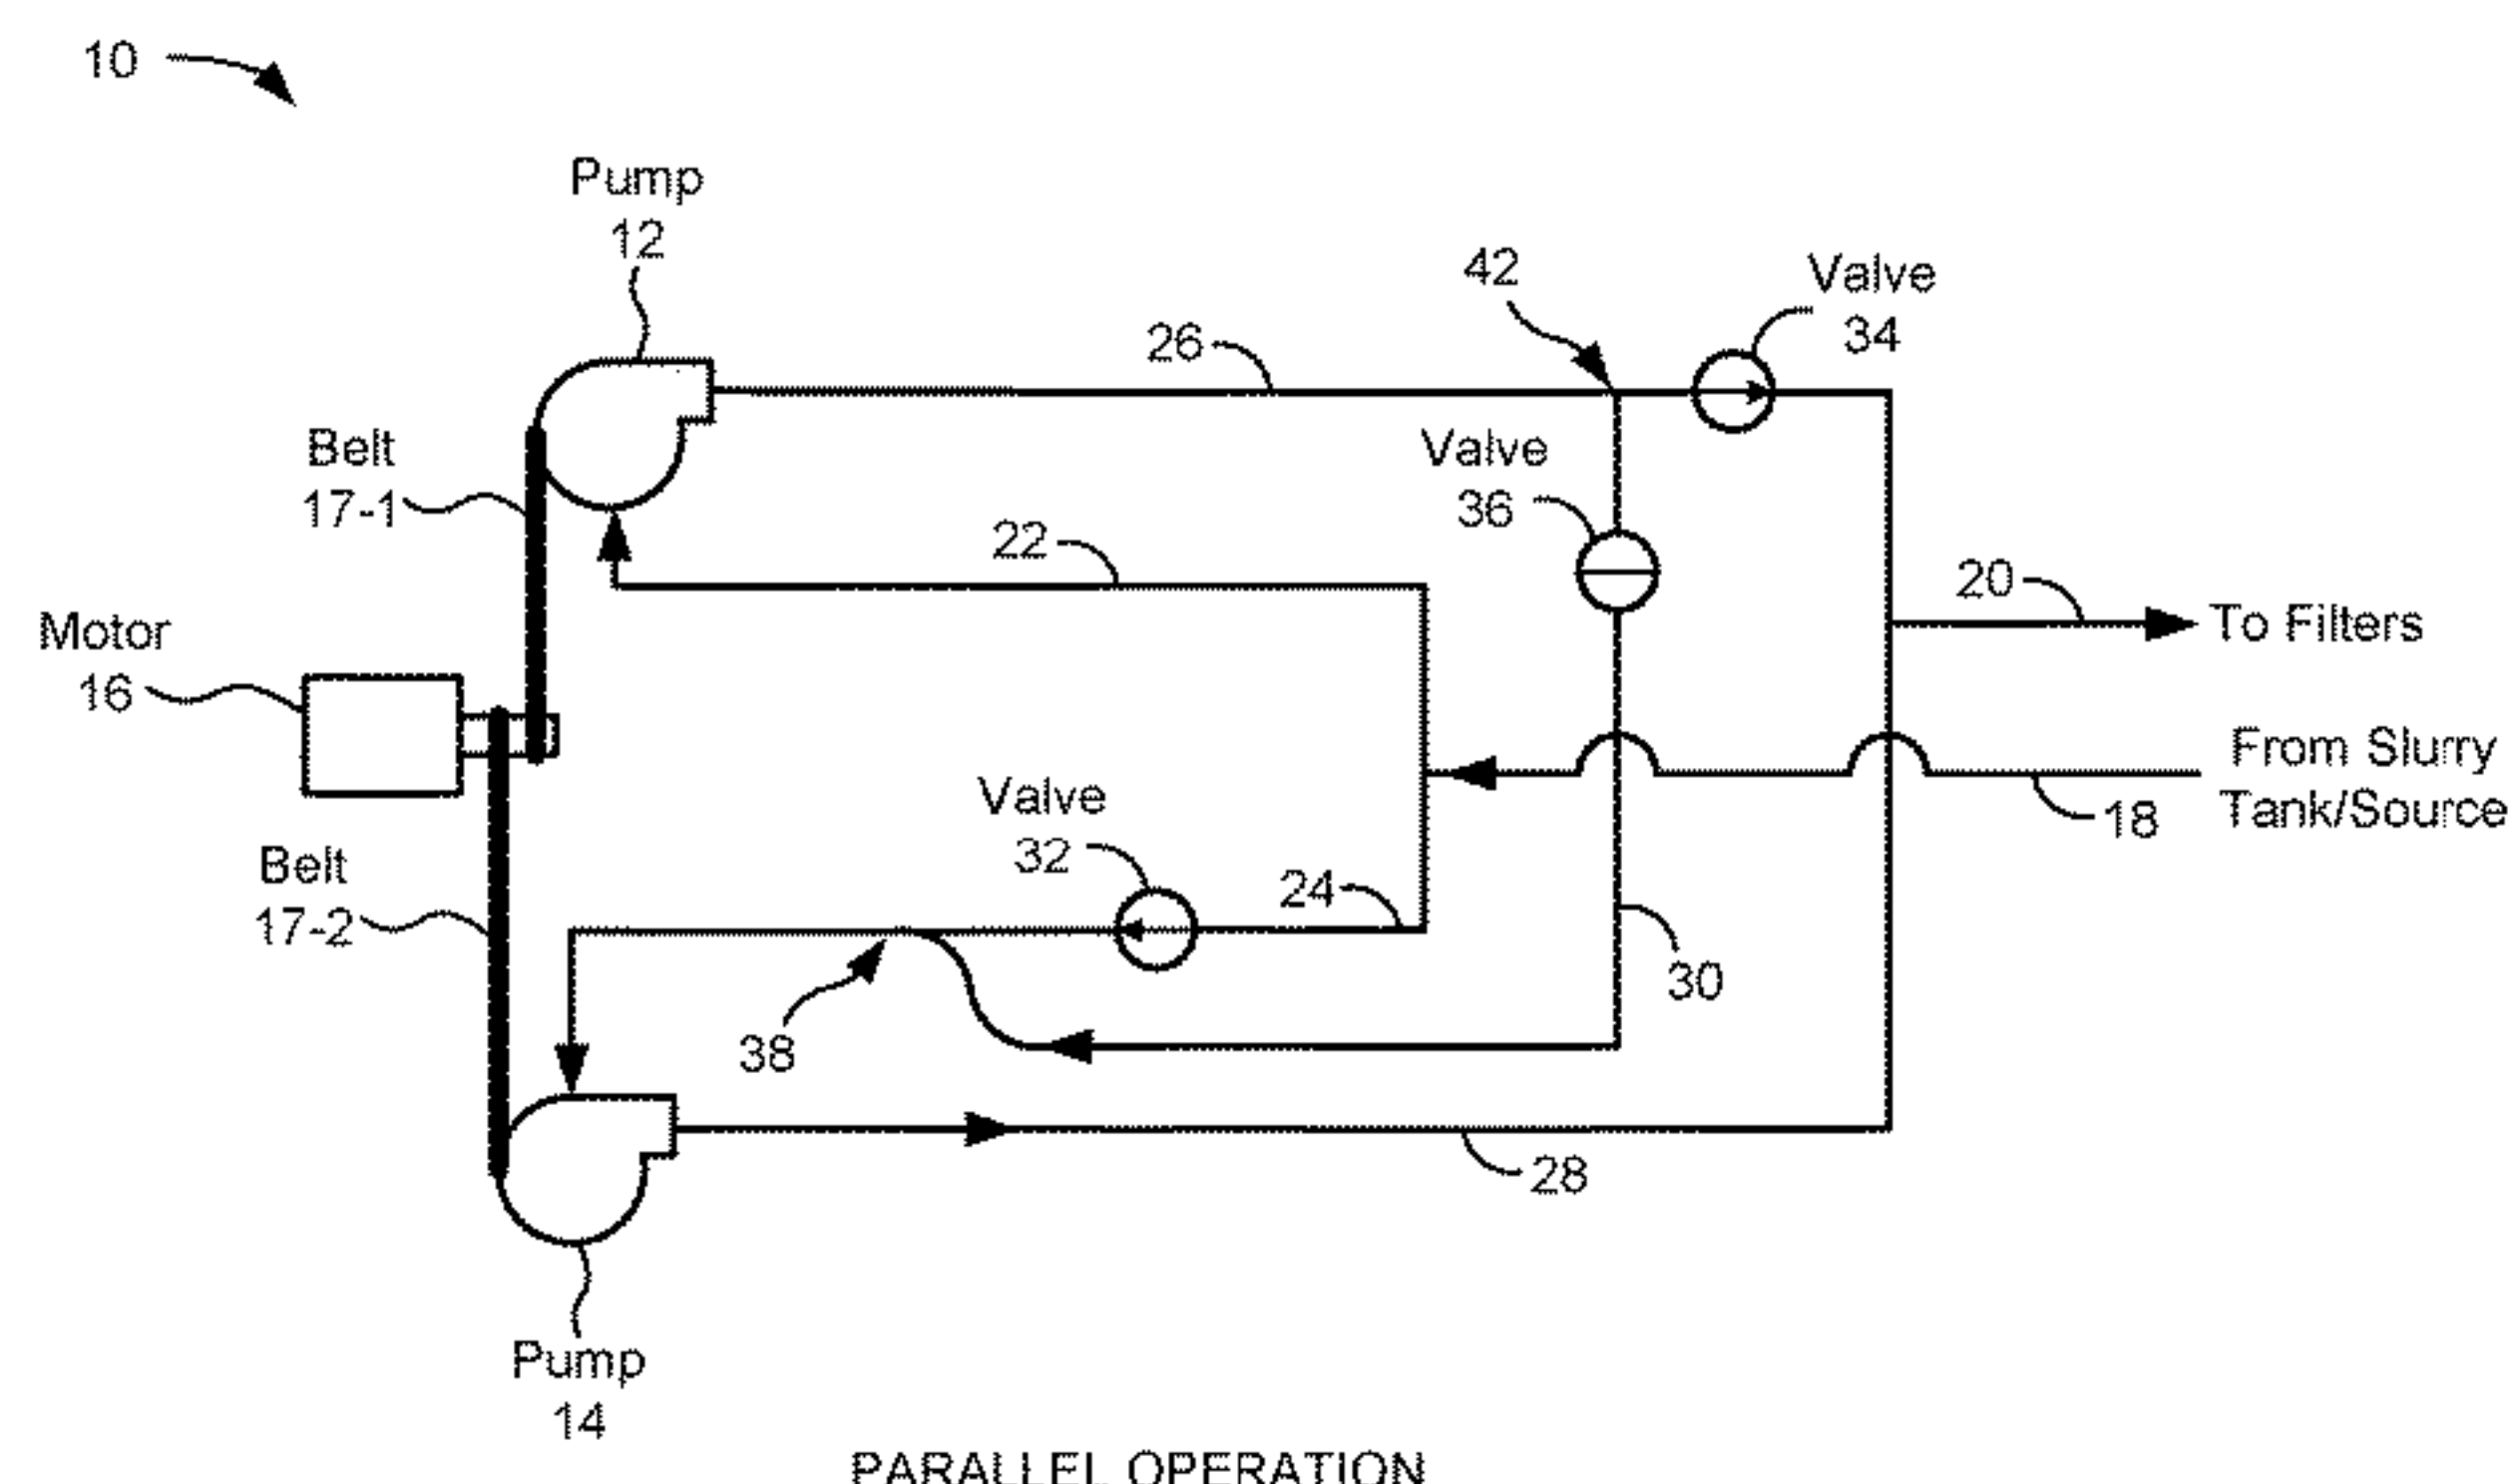 10
Pump
12
42
Valve
34
26
Belt
17-1
Valve
36
22
20
To Filters
Motor
16
From Slurry
Tank/Source
18
Valve
32
24
Belt
17-2
30
38
28
Pump
14
PARALLEL OPERATION